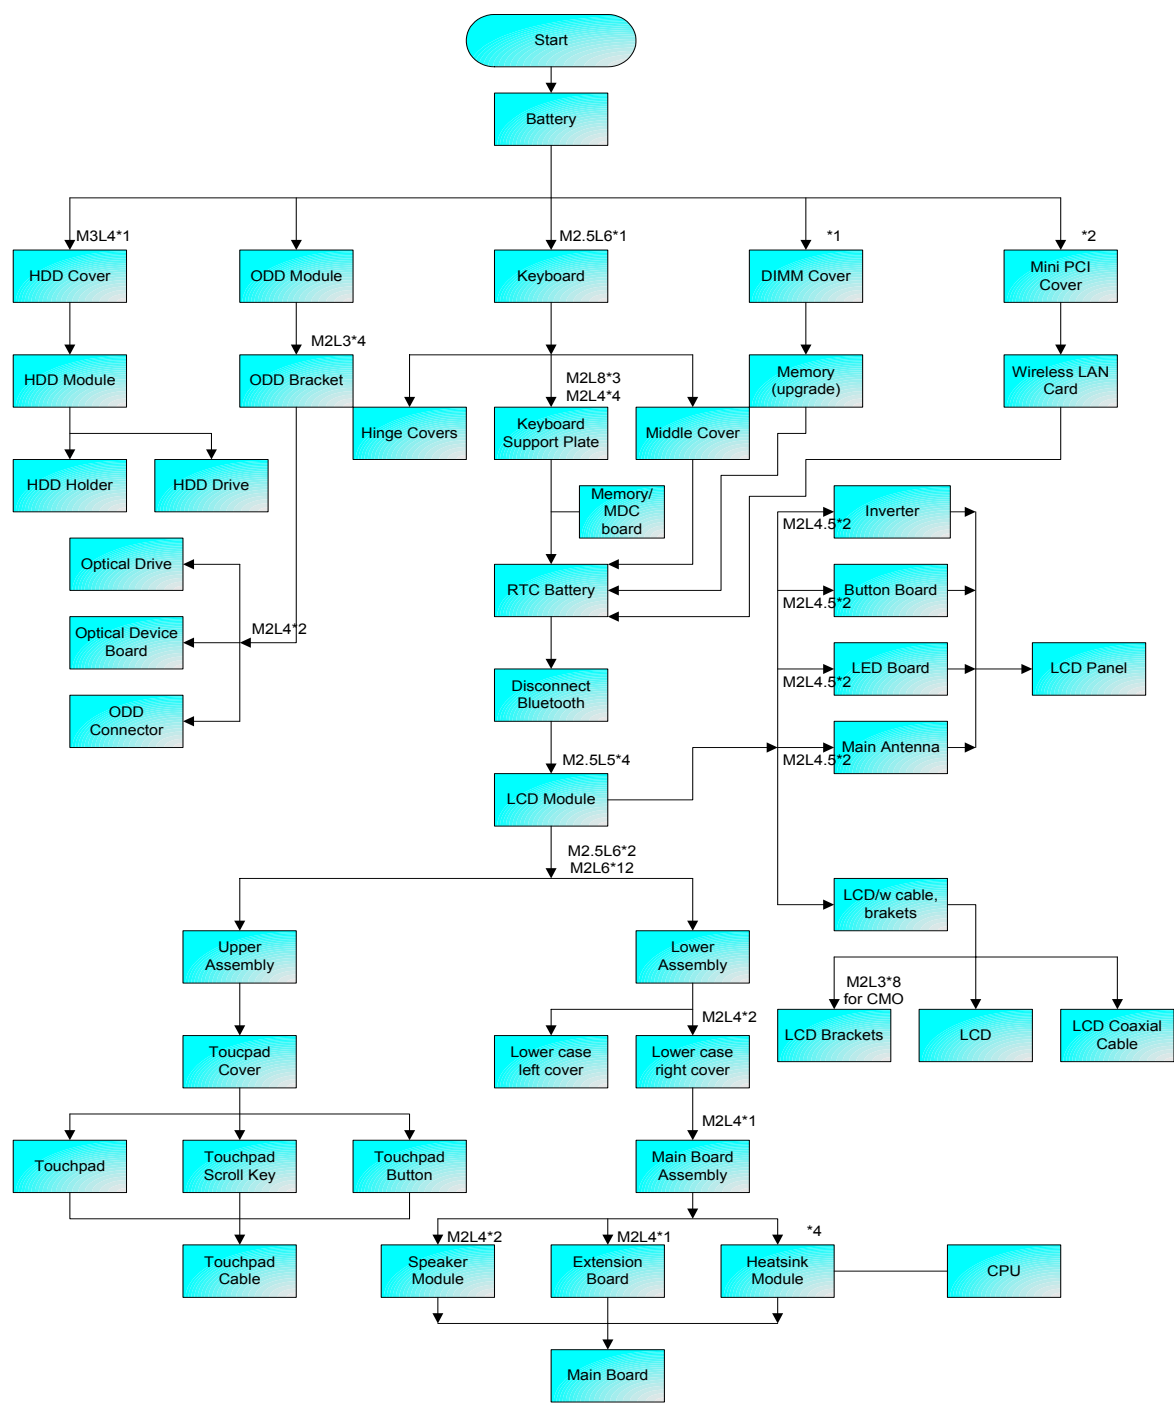 Start
Battery
M3L4*1
M2.5L6*1
*1
*2
HDD Cover
ODD Module
Keyboard
DIMM Cover
Mini PCI
Cover
M2L3*4
HDD Module
ODD Bracket
M2L8*3
M2L4*4
Memory
(upgrade)
Wireless LAN
Card
Hinge Covers
Keyboard
Support Plate
Middle Cover
HDD Holder
HDD Drive
Memory/
MDC
board
Inverter
M2L4.5*2
Optical Drive
RTC Battery
Button Board
M2L4.5*2
Optical Device
Board
M2L4*2
LED Board
M2L4.5*2
LCD Panel
Disconnect
Bluetooth
ODD
Connector
Main Antenna
M2L4.5*2
M2.5L5*4
LCD Module
M2.5L6*2
M2L6*12
LCD/w cable,
brakets
Upper
Assembly
Lower
Assembly
M2L3*8
for CMO
M2L4*2
LCD Brackets
LCD
LCD Coaxial
Cable
Toucpad
Cover
Lower case
left cover
Lower case
right cover
M2L4*1
Touchpad
Touchpad
Scroll Key
Touchpad
Button
Main Board
Assembly
M2L4*2
M2L4*1
*4
Touchpad
Cable
Speaker
Module
Extension
Board
Heatsink
Module
CPU
Main Board